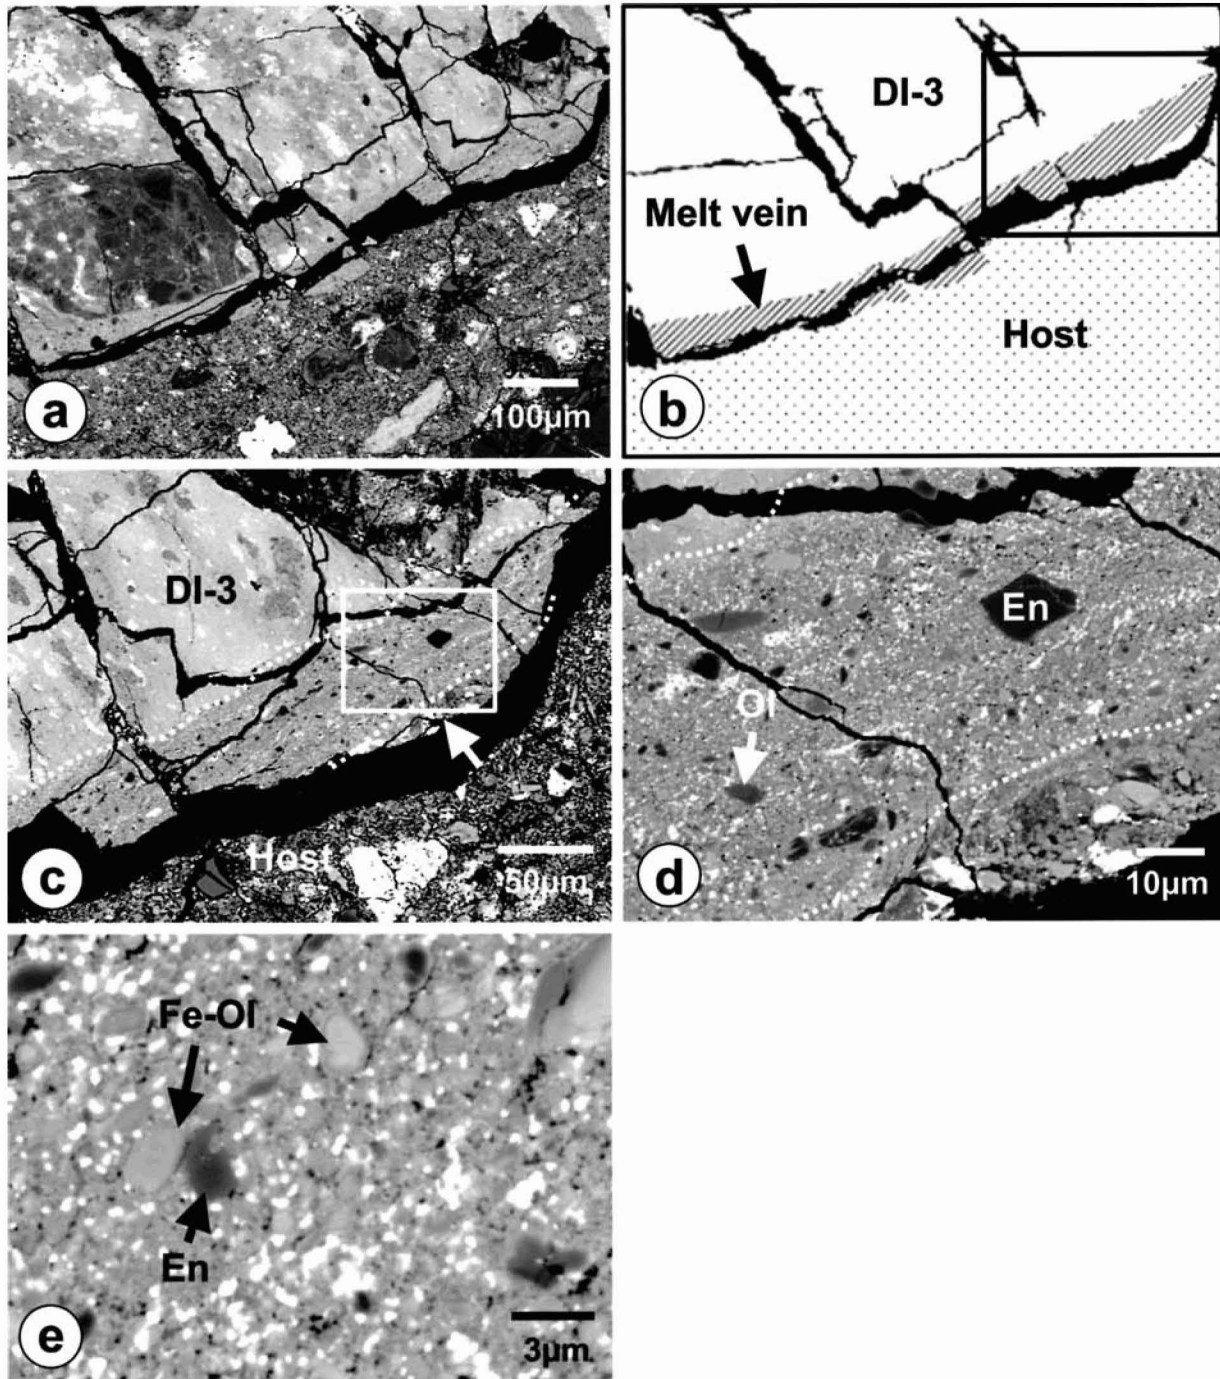 a
100µm
DI-3
Melt vein
Host
b
DI-3
Host
c
50µm
En
Ol
d
10µm
Fe-Ol
En
e
3µm